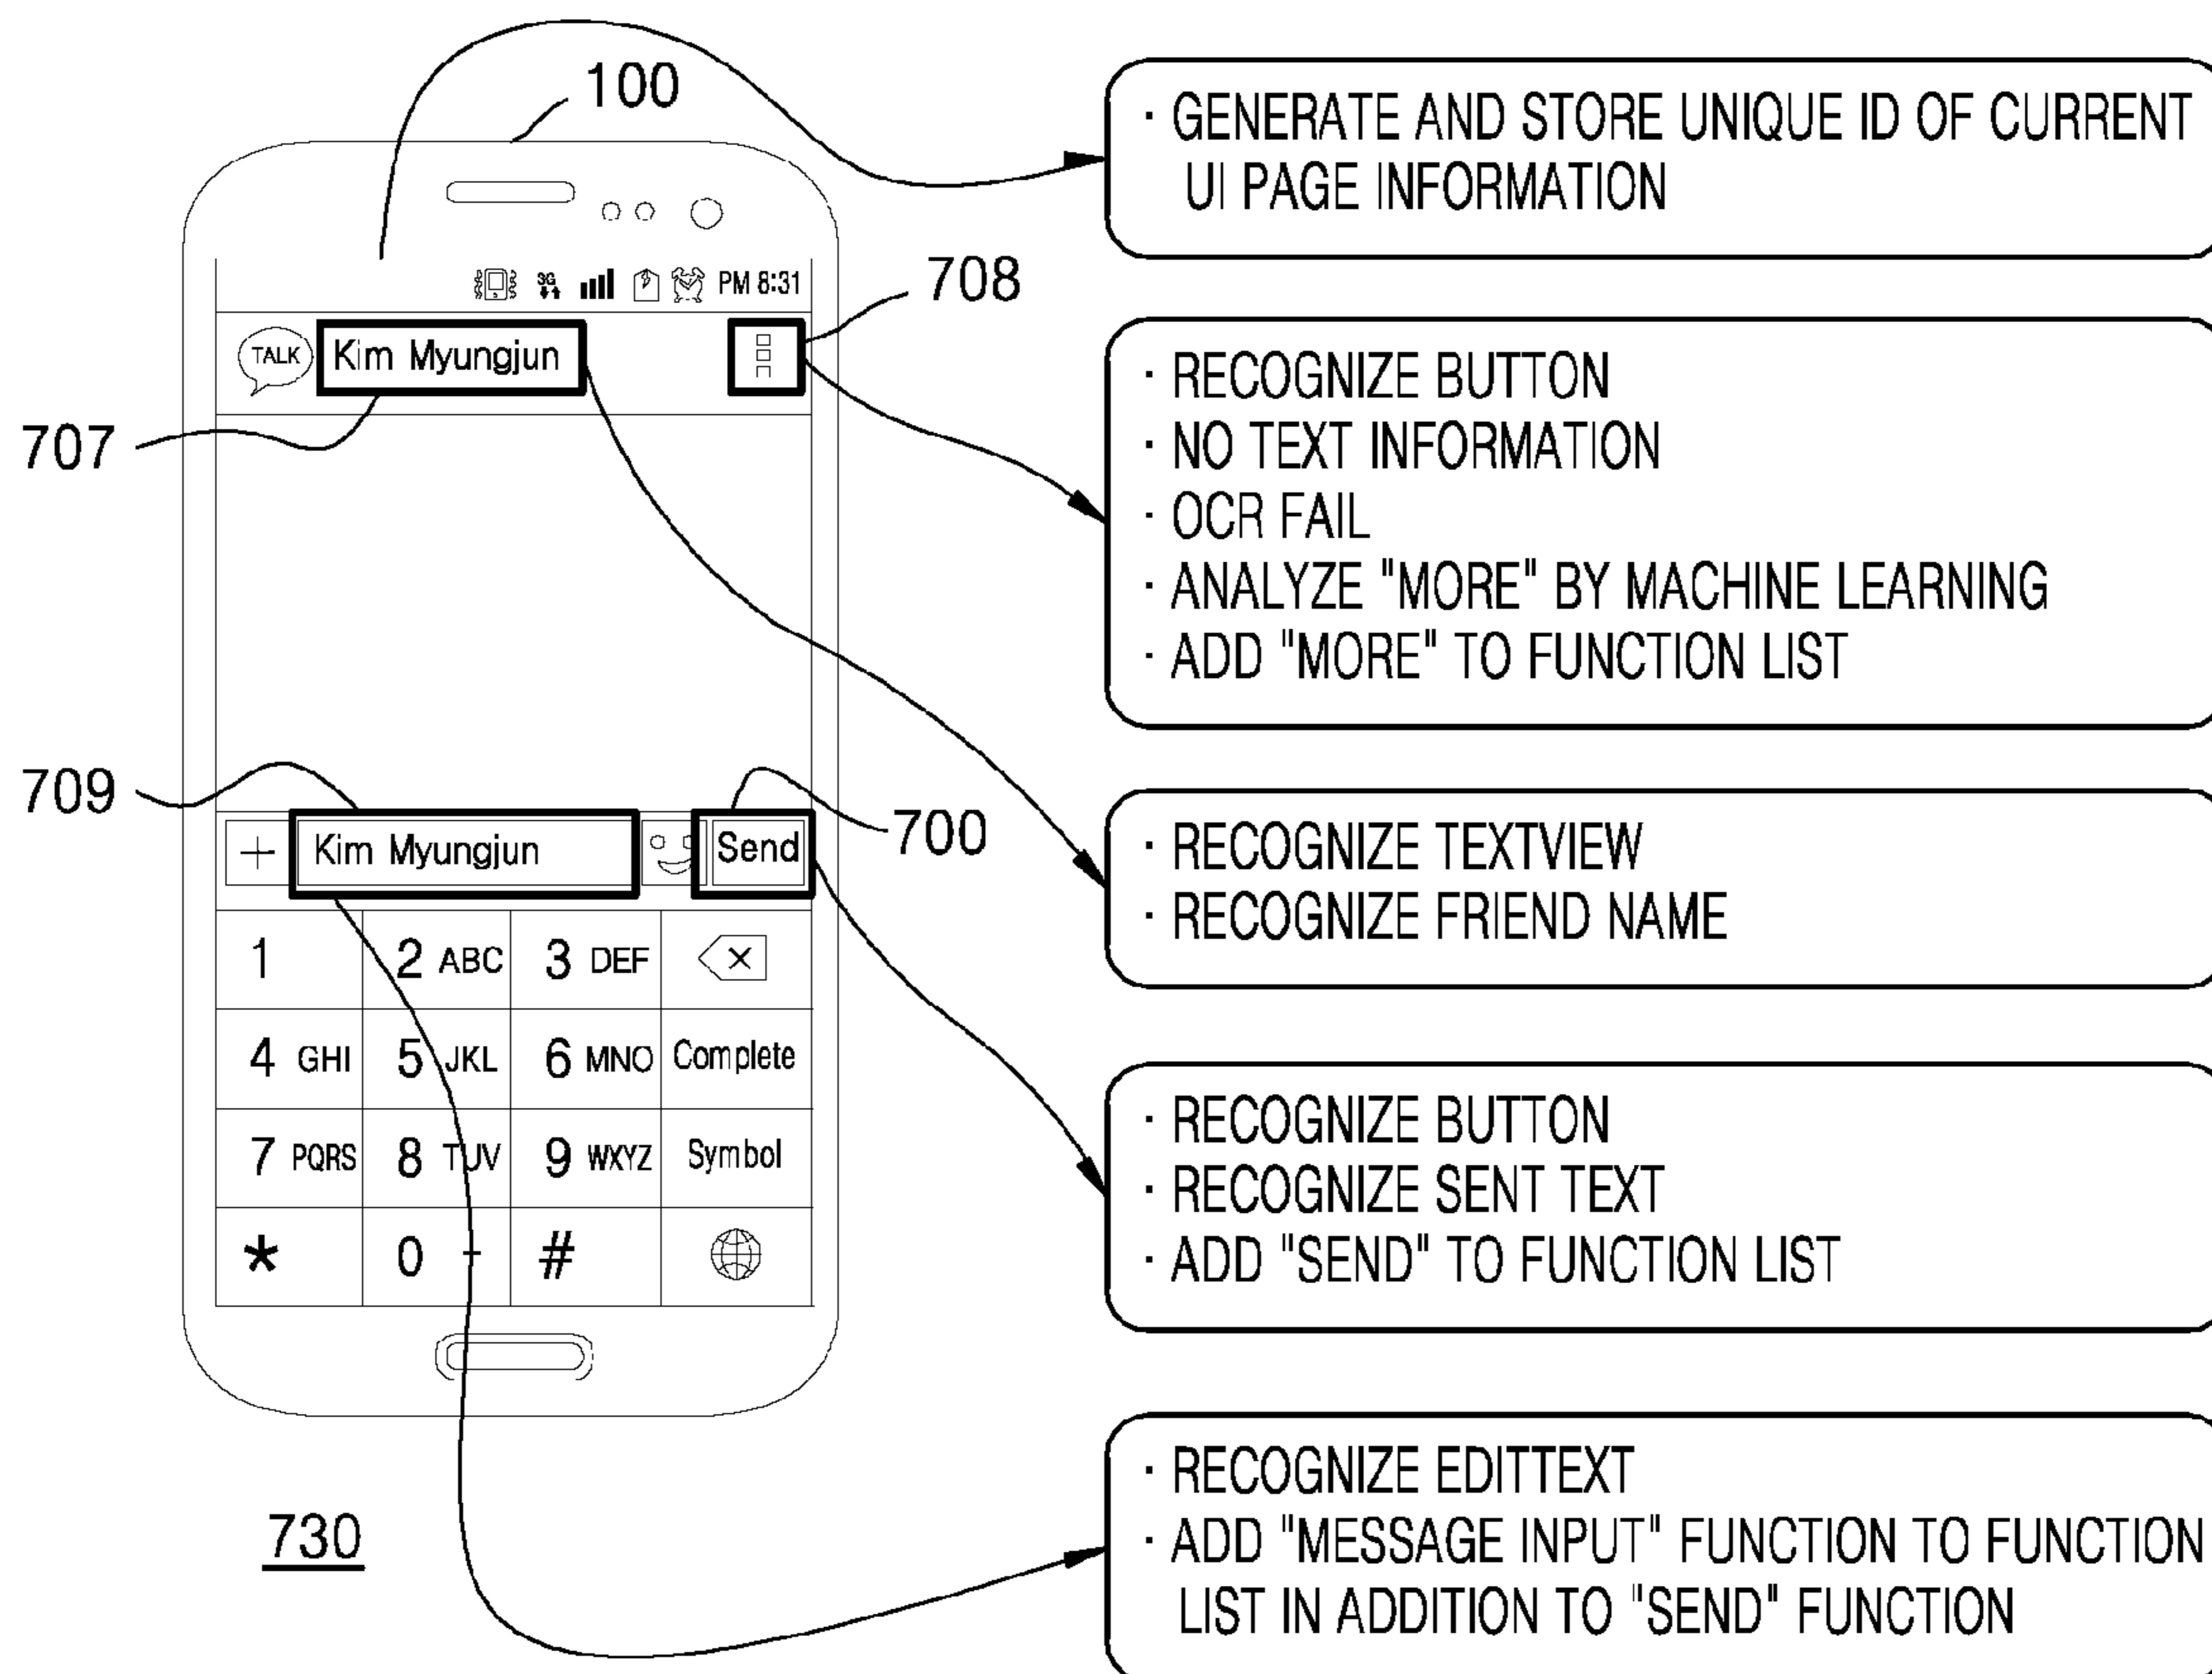 100
3G
PM 8:31
708
TALK
Kim Myungjun
707
709
Kim Myungjun
Send
700
1
2 ABC
3 DEF
4 GHI
5 JKL
6 MNO
Complete
7 PQRS
8 TUV
9 WXYZ
Symbol
*
0 +
#
730
· GENERATE AND STORE UNIQUE ID OF CURRENT
UI PAGE INFORMATION
· RECOGNIZE BUTTON
· NO TEXT INFORMATION
· OCR FAIL
· ANALYZE "MORE" BY MACHINE LEARNING
· ADD "MORE" TO FUNCTION LIST
· RECOGNIZE TEXTVIEW
· RECOGNIZE FRIEND NAME
· RECOGNIZE BUTTON
· RECOGNIZE SENT TEXT
· ADD "SEND" TO FUNCTION LIST
· RECOGNIZE EDITTEXT
· ADD "MESSAGE INPUT" FUNCTION TO FUNCTION
LIST IN ADDITION TO "SEND" FUNCTION